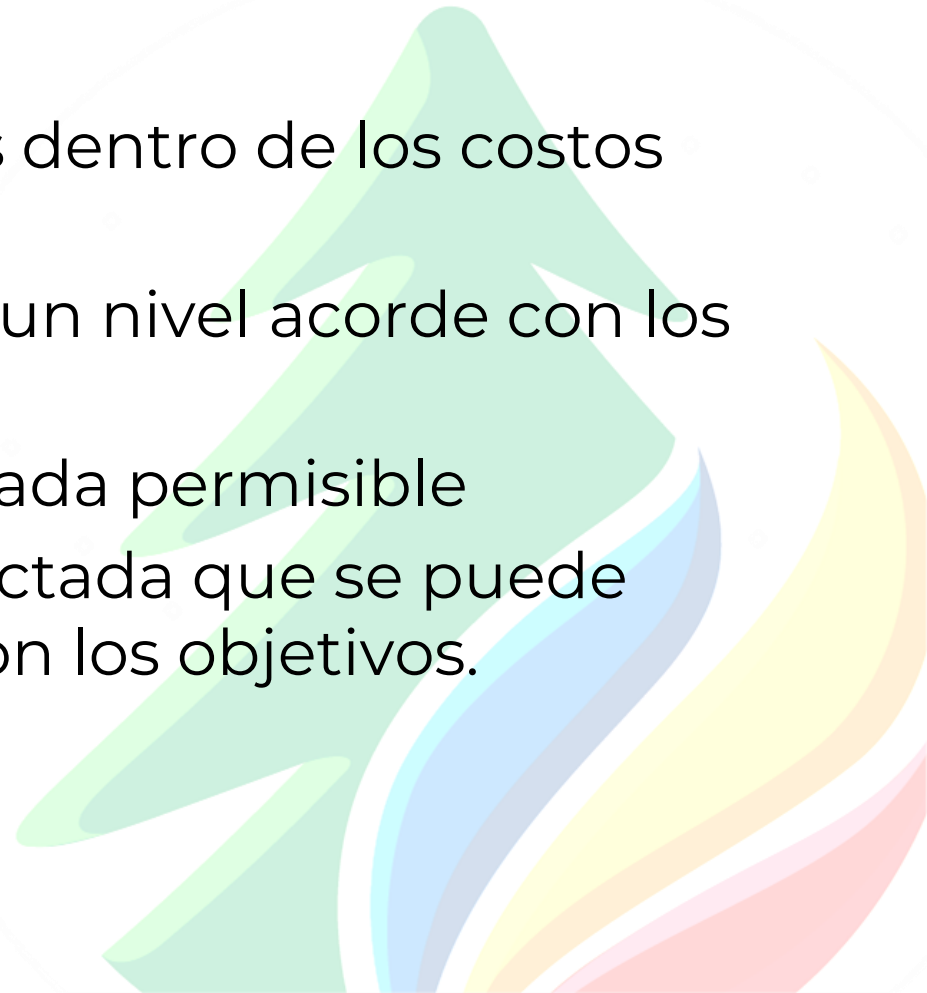 s dentro de los costos
un nivel acorde con los
ada permisible
ctada que se puede
on los objetivos.